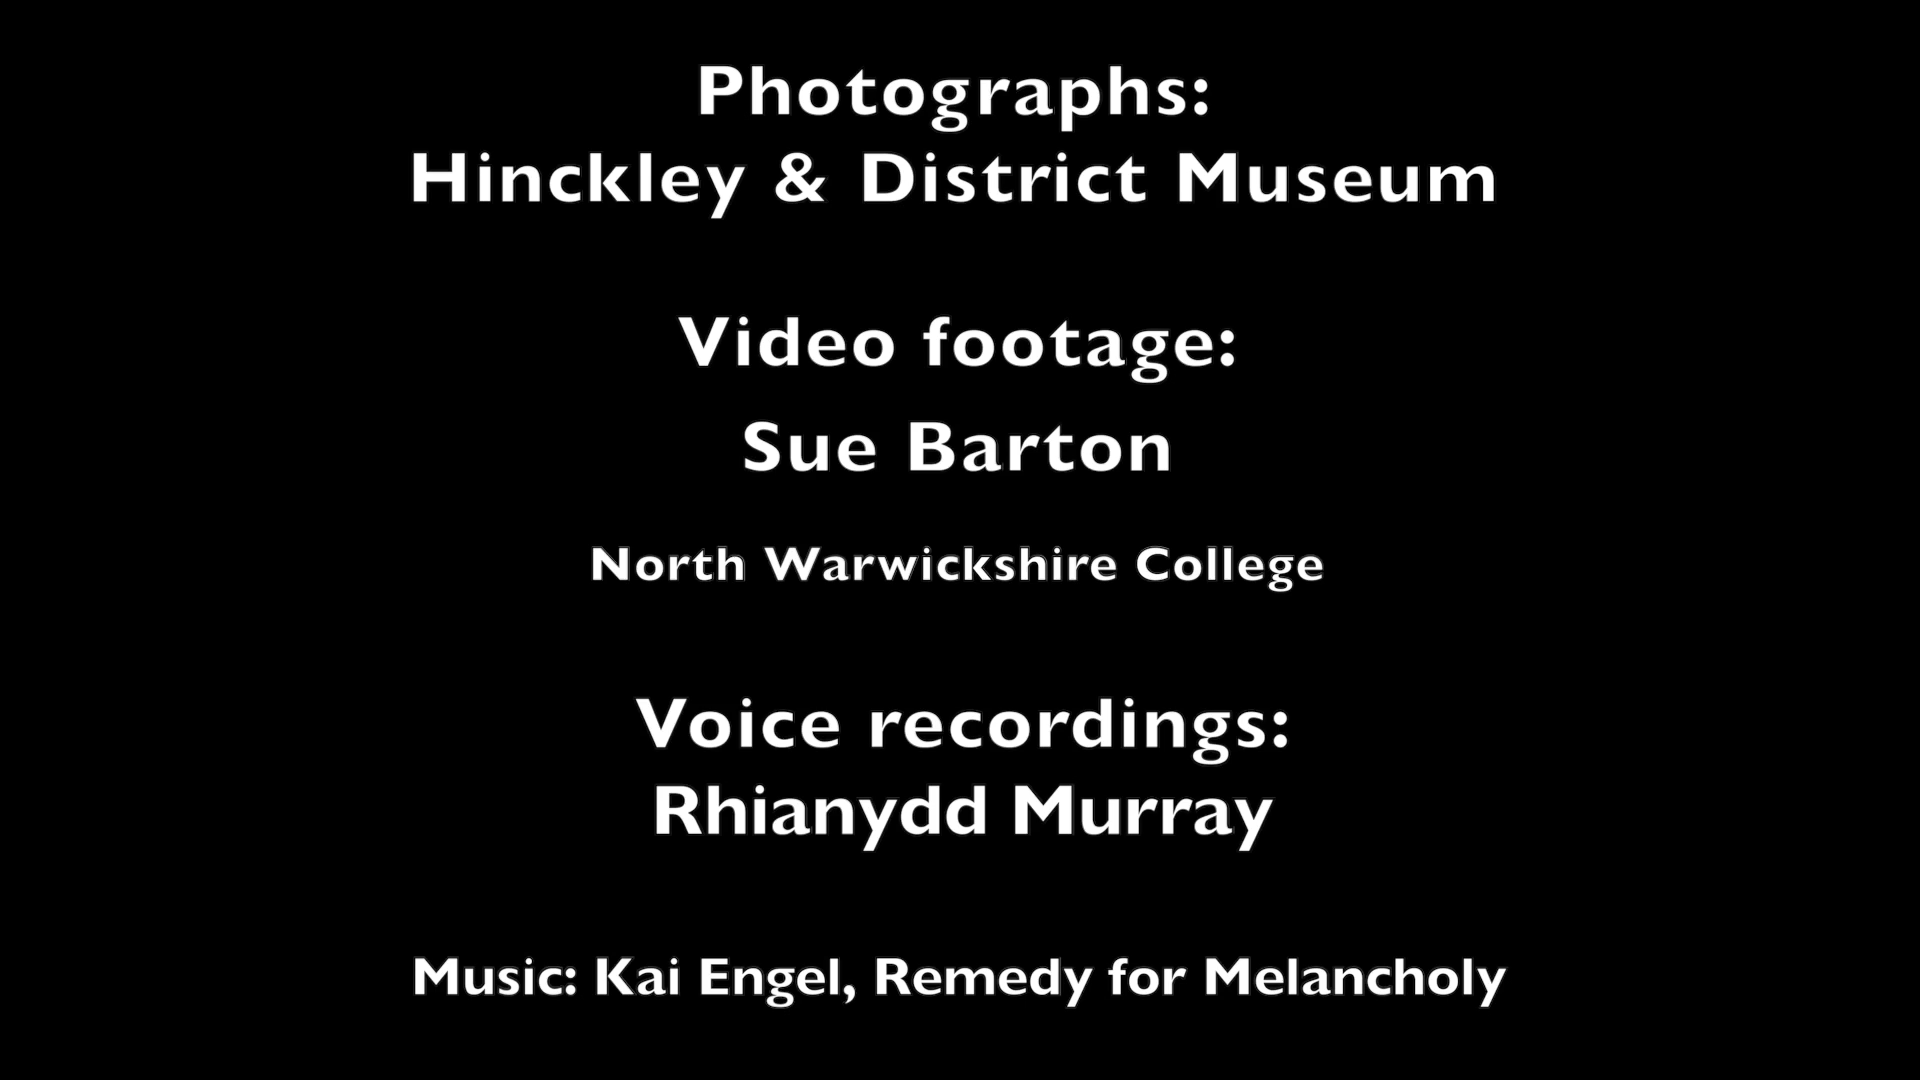 Photographs:
Hinckley & District Museum
Video footage:
Sue Barton
North Warwickshire College
Voice recordings:
Rhianydd Murray
Music: Kai Engel, Remedy for Melancholy